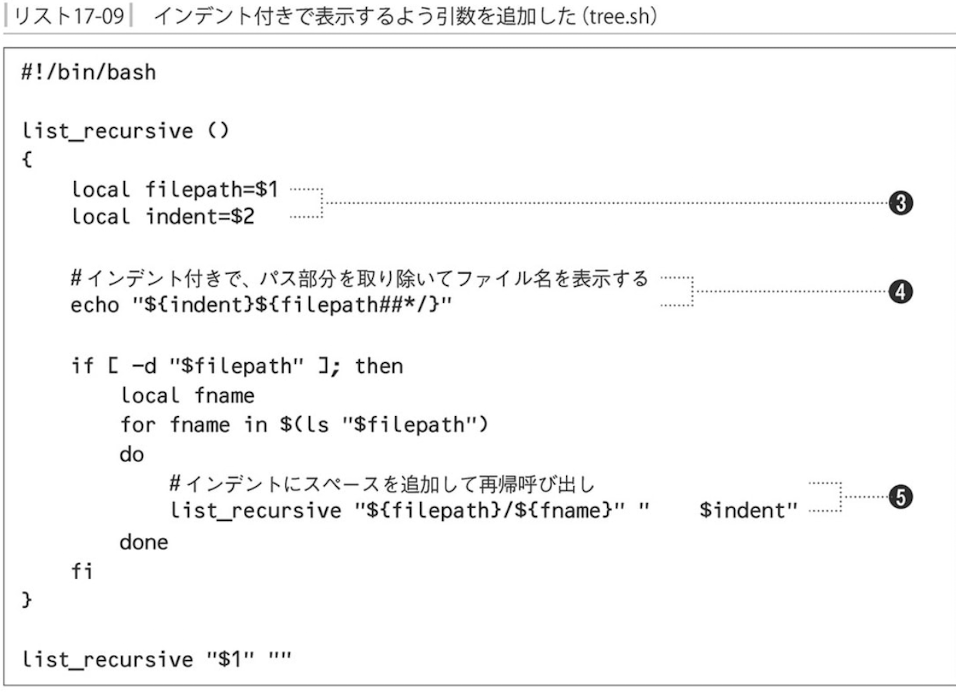 リスト17-09 インデント付きで表示するよう引数を追加した(tree.sh)
#!/bin/bash
list_recursive ()
{
    local filepath=$1
    local indent=$2
❸
    #インデント付きで、パス部分を取り除いてファイル名を表示する
    echo "${indent}${filepath##*/}"
❹
    if [ -d "$filepath" ]; then
        local fname
        for fname in $(ls "$filepath")
        do
            #インデントにスペースを追加して再帰呼び出し
            list_recursive "${filepath}/${fname}" "    $indent"
❺
        done
    fi
}
list_recursive "$1" ""